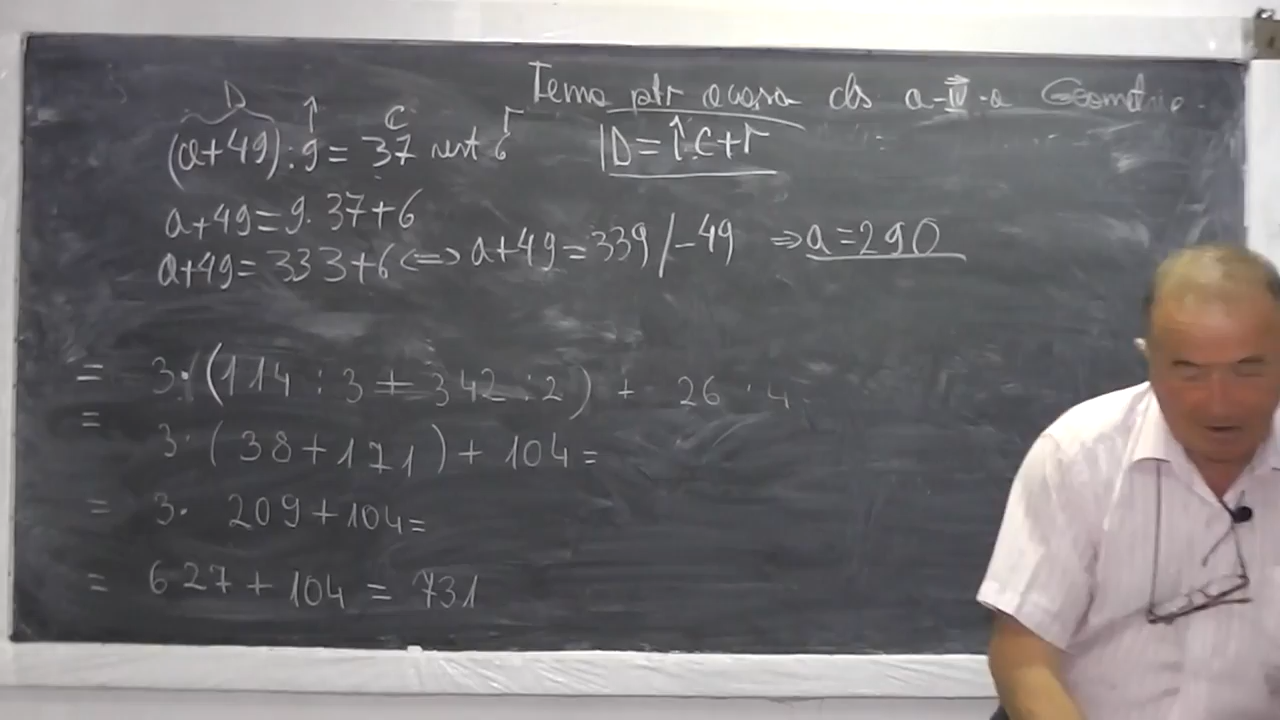 Tema ptr acasa cls a-IV-a Geometrie.
D Î C r
(a+49):9=37 rest 6 D=Î.C+r
a+49=9.37+6
a+49=333+6<=>a+49=339/-49 =>a=290
= 3.(114:3+342:2)+26.4
=
3.(38+171)+104=
= 3. 209+104=
= 627+104=731